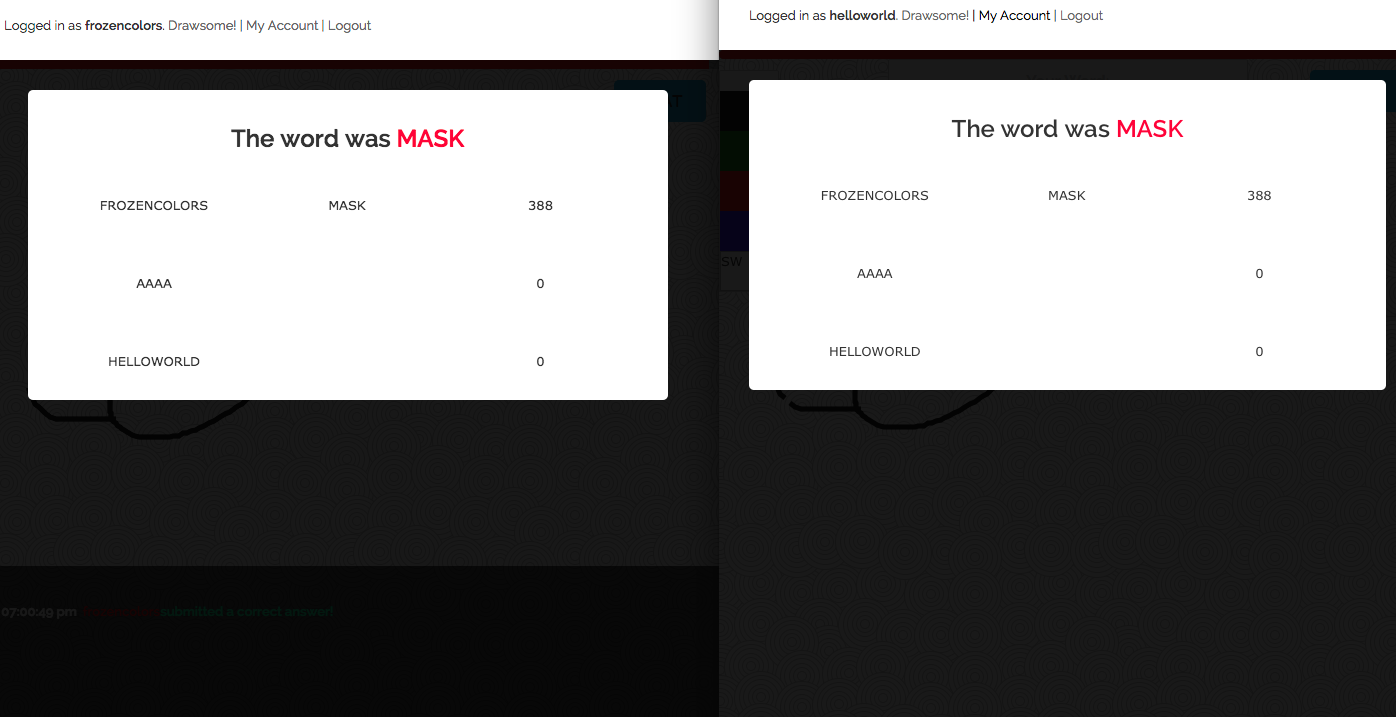 Logged in as frozencolors. Drawsome! | My Account | Logout
The word was MASK
FROZENCOLORS MASK 388
AAAA 0
HELLOWORLD 0
07:00:49 pm submitted a correct answer!
Logged in as helloworld. Drawsome! | My Account | Logout
The word was MASK
FROZENCOLORS MASK 388
AAAA 0
HELLOWORLD 0